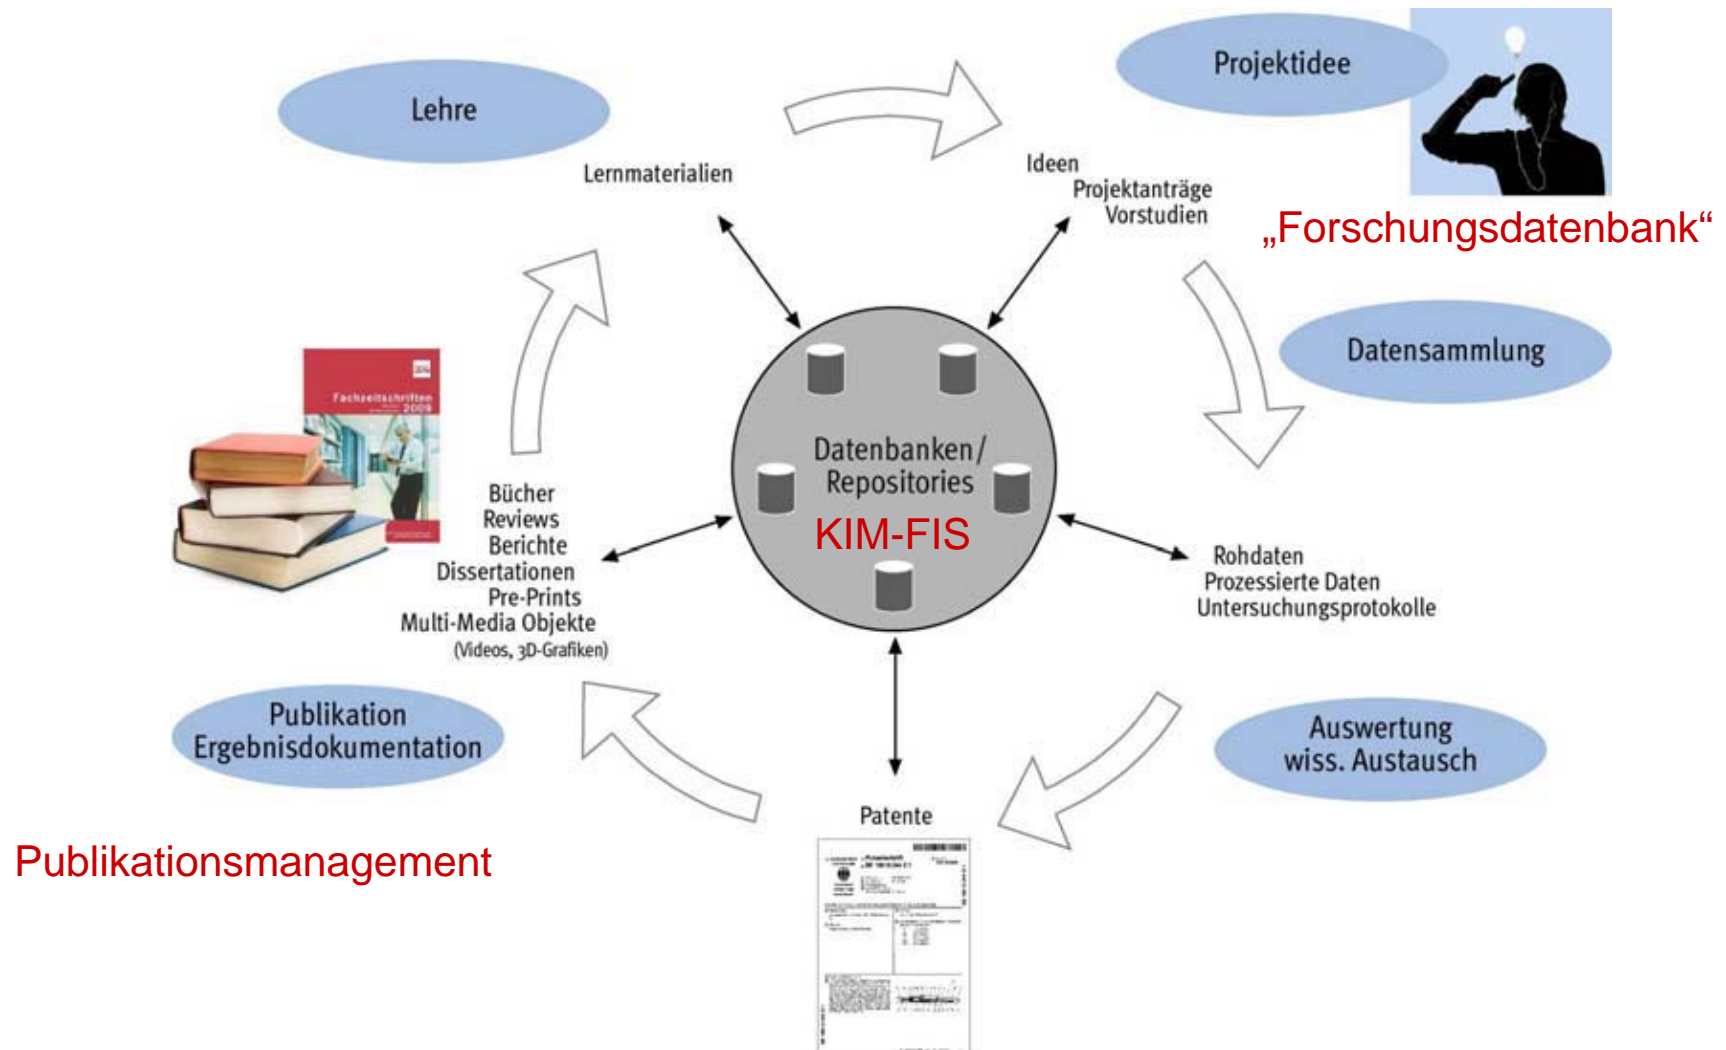 Lehre
Projektidee
Lernmaterialien
Ideen
Projektanträge
Vorstudien
„Forschungsdatenbank“
Datensammlung
Fachzeitschriften
2009
Datenbanken/
Repositories
KIM-FIS
Bücher
Reviews
Berichte
Dissertationen
Pre-Prints
Multi-Media Objekte
(Videos, 3D-Grafiken)
Rohdaten
Prozessierte Daten
Untersuchungsprotokolle
Publikation
Ergebnisdokumentation
Auswertung
wiss. Austausch
Patente
Publikationsmanagement